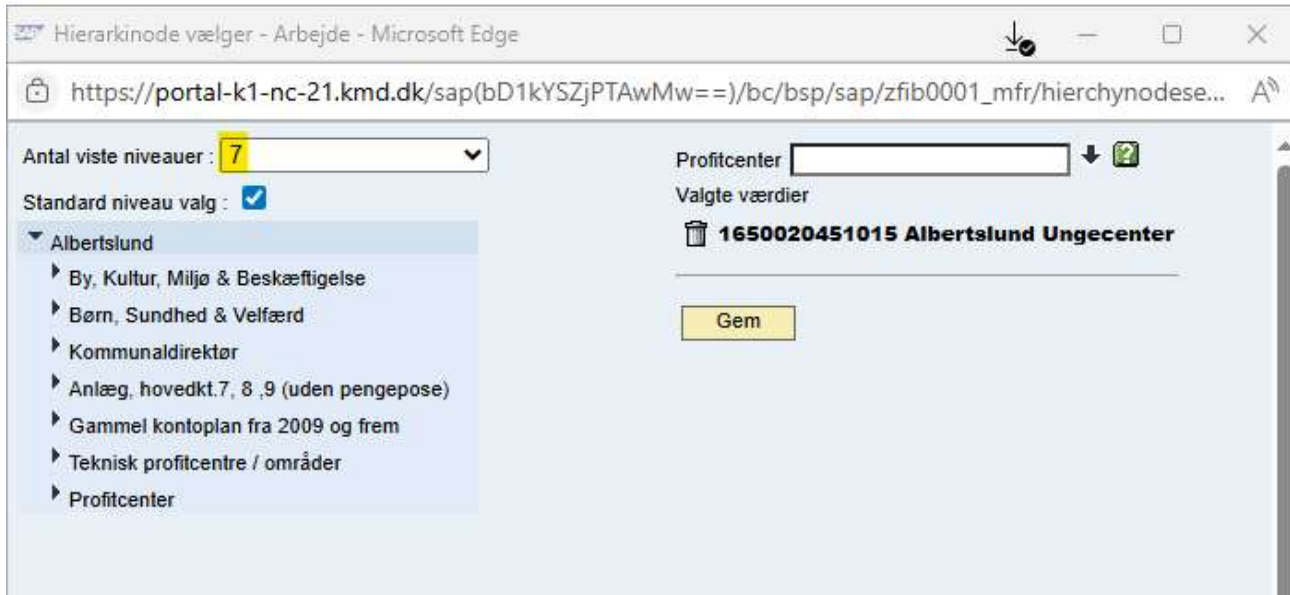 Hierarkinode vælger - Arbejde - Microsoft Edge
https://portal-k1-nc-21.kmd.dk/sap(bD1kYSZjPTAwMw==)/bc/bsp/sap/zfib0001_mfr/hierchynodese...
Antal viste niveauer : 7
Standard niveau valg :
Albertslund
By, Kultur, Miljø & Beskæftigelse
Børn, Sundhed & Velfærd
Kommunaldirektør
Anlæg, hovedkt.7, 8 ,9 (uden pengepose)
Gammel kontoplan fra 2009 og frem
Teknisk profitcentre / områder
Profitcenter
Profitcenter
Valgte værdier
1650020451015 Albertslund Ungecenter
Gem